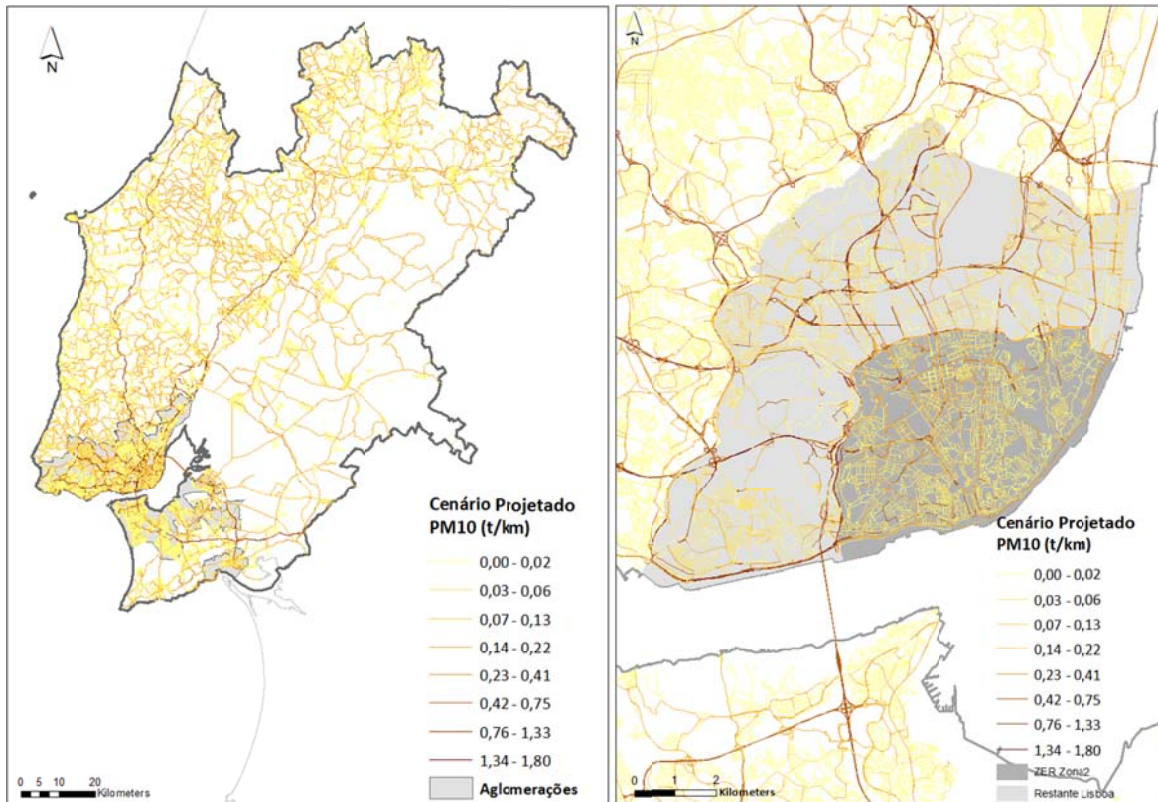 N
Cenário Projetado
PM10 (t/km)
0,00 - 0,02
0,03 - 0,06
0,07 - 0,13
0,14 - 0,22
0,23 - 0,41
0,42 - 0,75
0,76 - 1,33
1,34 - 1,80
Aglomerações
0 5 10 20
Kilometers
N
Cenário Projetado
PM10 (t/km)
0,00 - 0,02
0,03 - 0,06
0,07 - 0,13
0,14 - 0,22
0,23 - 0,41
0,42 - 0,75
0,76 - 1,33
1,34 - 1,80
ZER Zona2
Restante Lisboa
0 1 2
Kilometers